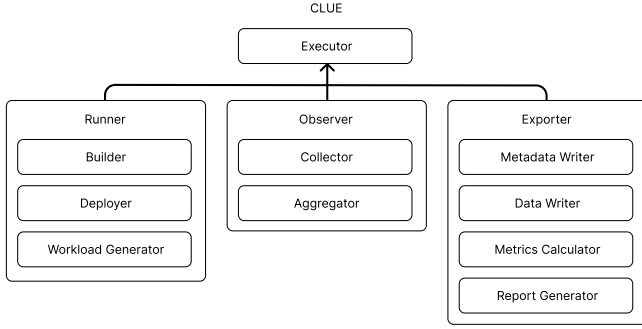 CLUE
Executor
Runner
Builder
Deployer
Workload Generator
Observer
Collector
Aggregator
Exporter
Metadata Writer
Data Writer
Metrics Calculator
Report Generator